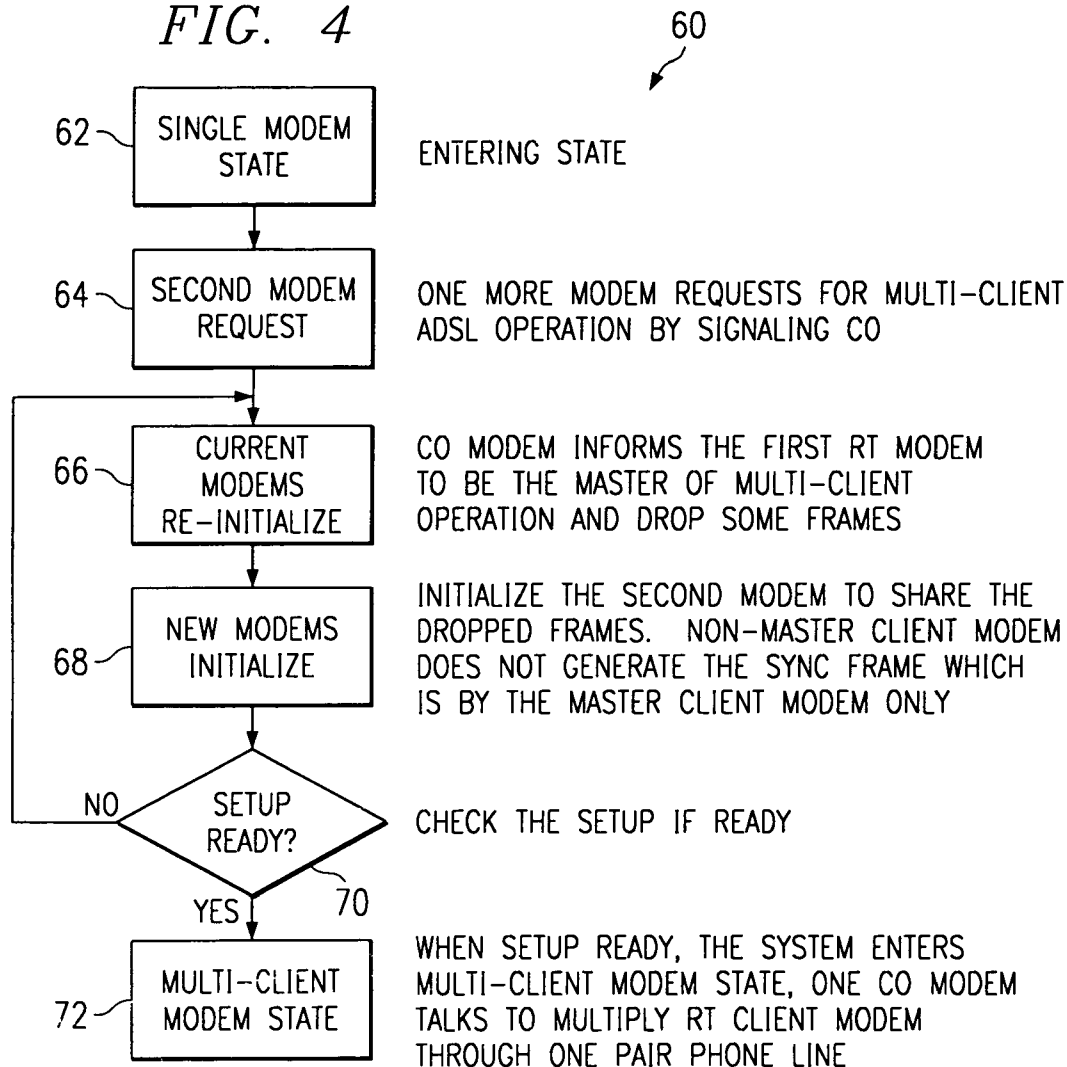 FIG. 4
60
62
SINGLE MODEM
STATE
ENTERING STATE
64
SECOND MODEM
REQUEST
ONE MORE MODEM REQUESTS FOR MULTI-CLIENT
ADSL OPERATION BY SIGNALING CO
66
CURRENT
MODEMS
RE-INITIALIZE
CO MODEM INFORMS THE FIRST RT MODEM
TO BE THE MASTER OF MULTI-CLIENT
OPERATION AND DROP SOME FRAMES
68
NEW MODEMS
INITIALIZE
INITIALIZE THE SECOND MODEM TO SHARE THE
DROPPED FRAMES. NON-MASTER CLIENT MODEM
DOES NOT GENERATE THE SYNC FRAME WHICH
IS BY THE MASTER CLIENT MODEM ONLY
NO
SETUP
READY?
CHECK THE SETUP IF READY
70
YES
72
MULTI-CLIENT
MODEM STATE
WHEN SETUP READY, THE SYSTEM ENTERS
MULTI-CLIENT MODEM STATE, ONE CO MODEM
TALKS TO MULTIPLY RT CLIENT MODEM
THROUGH ONE PAIR PHONE LINE